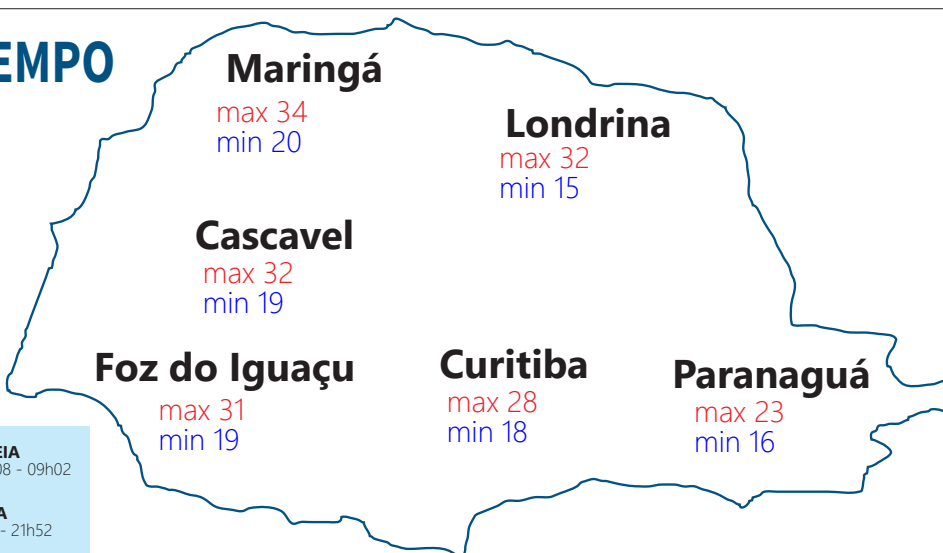 EMPO
Maringá
max 34
min 20
Londrina
max 32
min 15
Cascavel
max 32
min 19
Foz do Iguaçu
max 31
min 19
Curitiba
max 28
min 18
Paranaguá
max 23
min 16
EIA
08 - 09h02
A
- 21h52